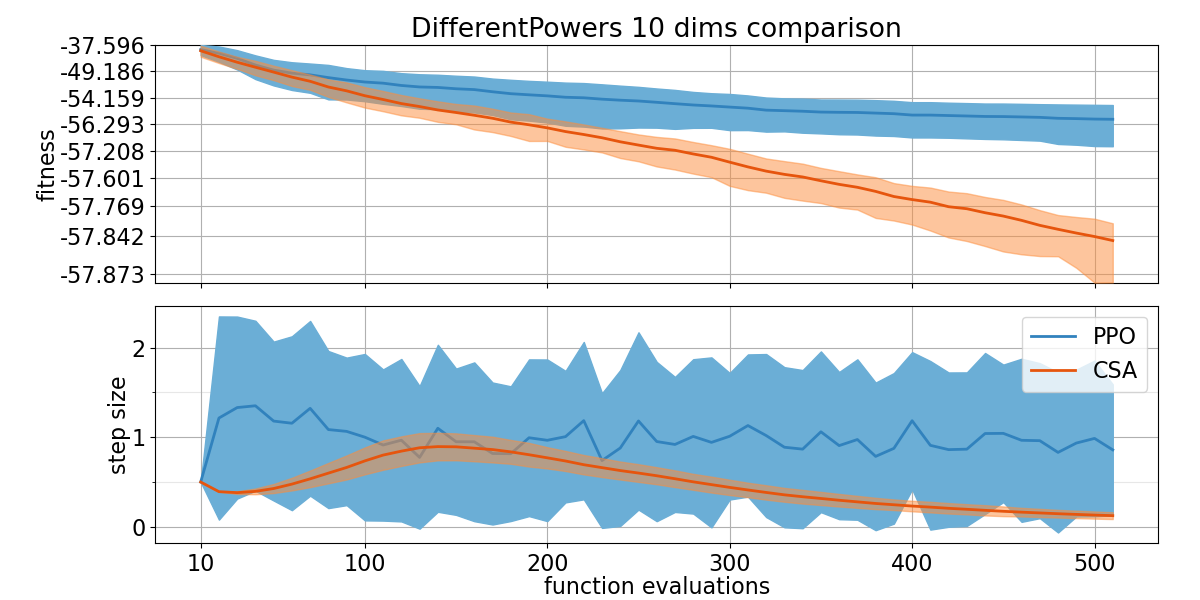 DifferentPowers 10 dims comparison
-37.596
-49.186
-54.159
-56.293
-57.208
-57.601
-57.769
-57.842
-57.873
fitness
2
1
0
step size
PPO
CSA
10 100 200 300 400 500
function evaluations